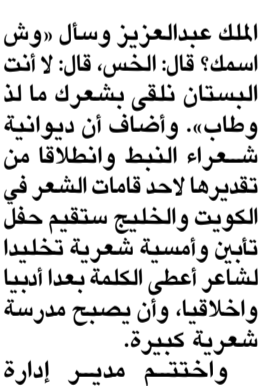 الملك عبدالعزيز وسأل «وش
اسمك؟ قال: الخس، قال: لا أنت
البستان نلقى بشعرك ما لذ
وطاب». وأضاف أن ديوانية
شعراء النبط وانطلاقا من
تقديرها لاحد قامات الشعر في
الكويت والخليج ستقيم حفل
تأبين وأمسية شعرية تخليدا
لشاعر أعطى الكلمة بعدا أدبيا
واخلاقيا، وأن يصبح مدرسة
شعرية كبيرة.
واختتم مدير إدارة